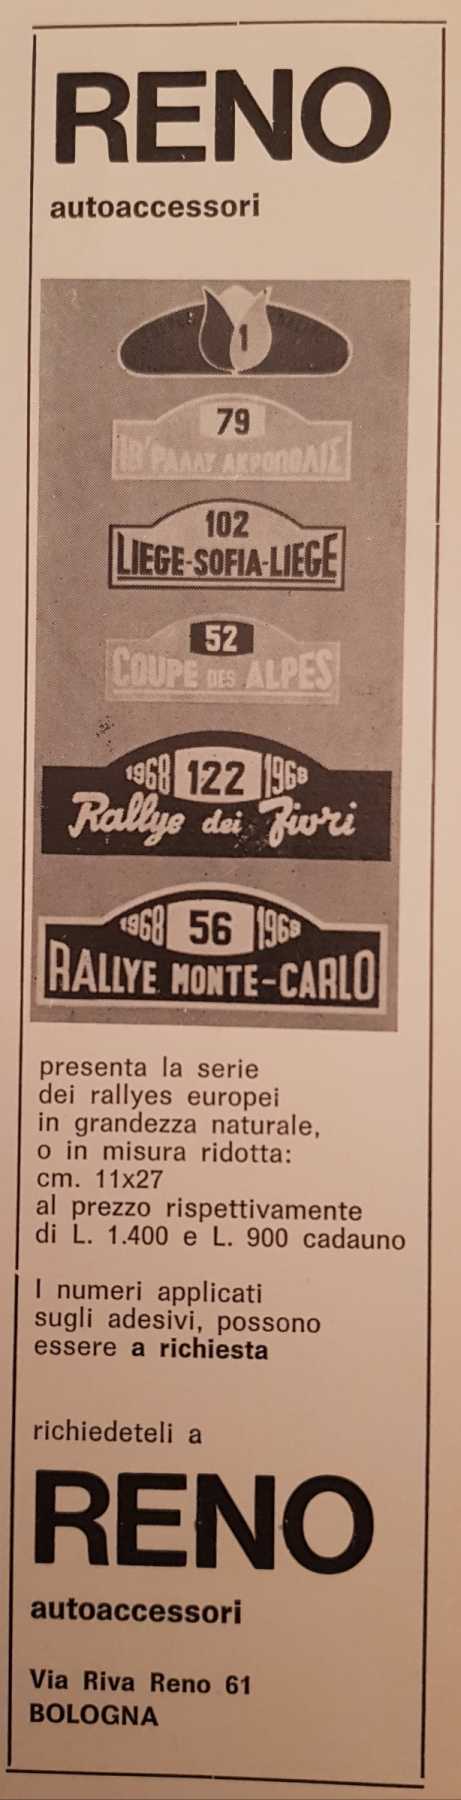 RENO
autoaccessori
1
79
ΡΑΛΛΥ ΑΚΡΟΠΟΛΙΣ
102
LIEGE-SOFIA-LIEGE
52
COUPE DES ALPES
1968 122 1968
Rallye dei Fiori
1968 56 1968
RALLYE MONTE-CARLO
presenta la serie
dei rallyes europei
in grandezza naturale,
o in misura ridotta:
cm. 11x27
al prezzo rispettivamente
di L. 1.400 e L. 900 cadauno
I numeri applicati
sugli adesivi, possono
essere a richiesta
richiedeteli a
RENO
autoaccessori
Via Riva Reno 61
BOLOGNA